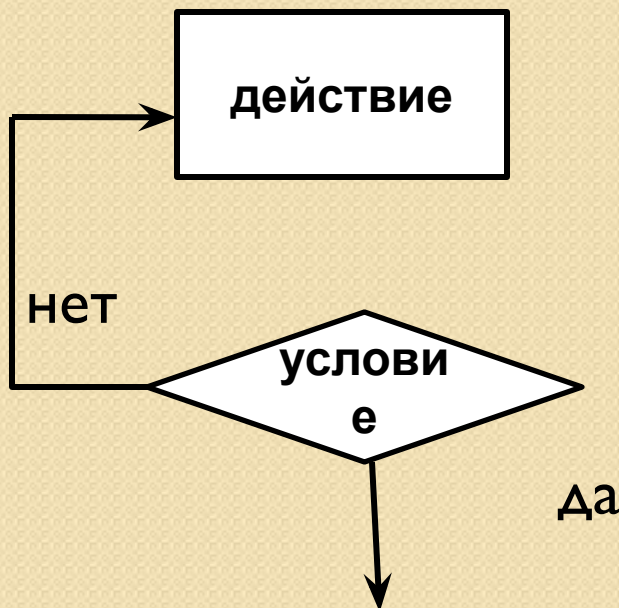 действие
нет
услови
е
да